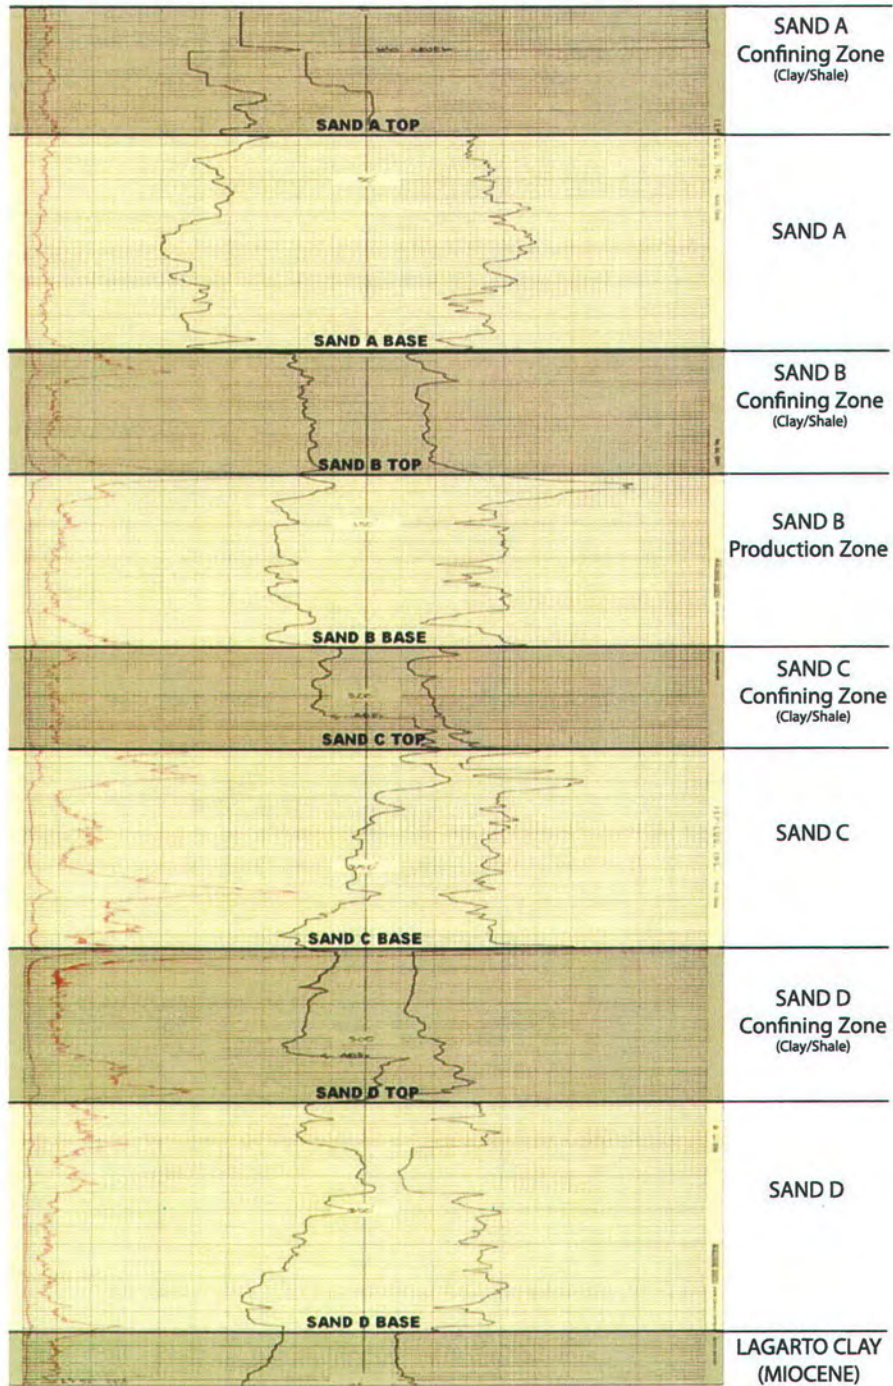 SAND A
Confining Zone
(Clay/Shale)
SAND A TOP
SAND A
SAND A BASE
SAND B
Confining Zone
(Clay/Shale)
SAND B TOP
SAND B
Production Zone
SAND B BASE
SAND C
Confining Zone
(Clay/Shale)
SAND C TOP
SAND C
SAND C BASE
SAND D
Confining Zone
(Clay/Shale)
SAND D TOP
SAND D
SAND D BASE
LAGARTO CLAY
(MIOCENE)